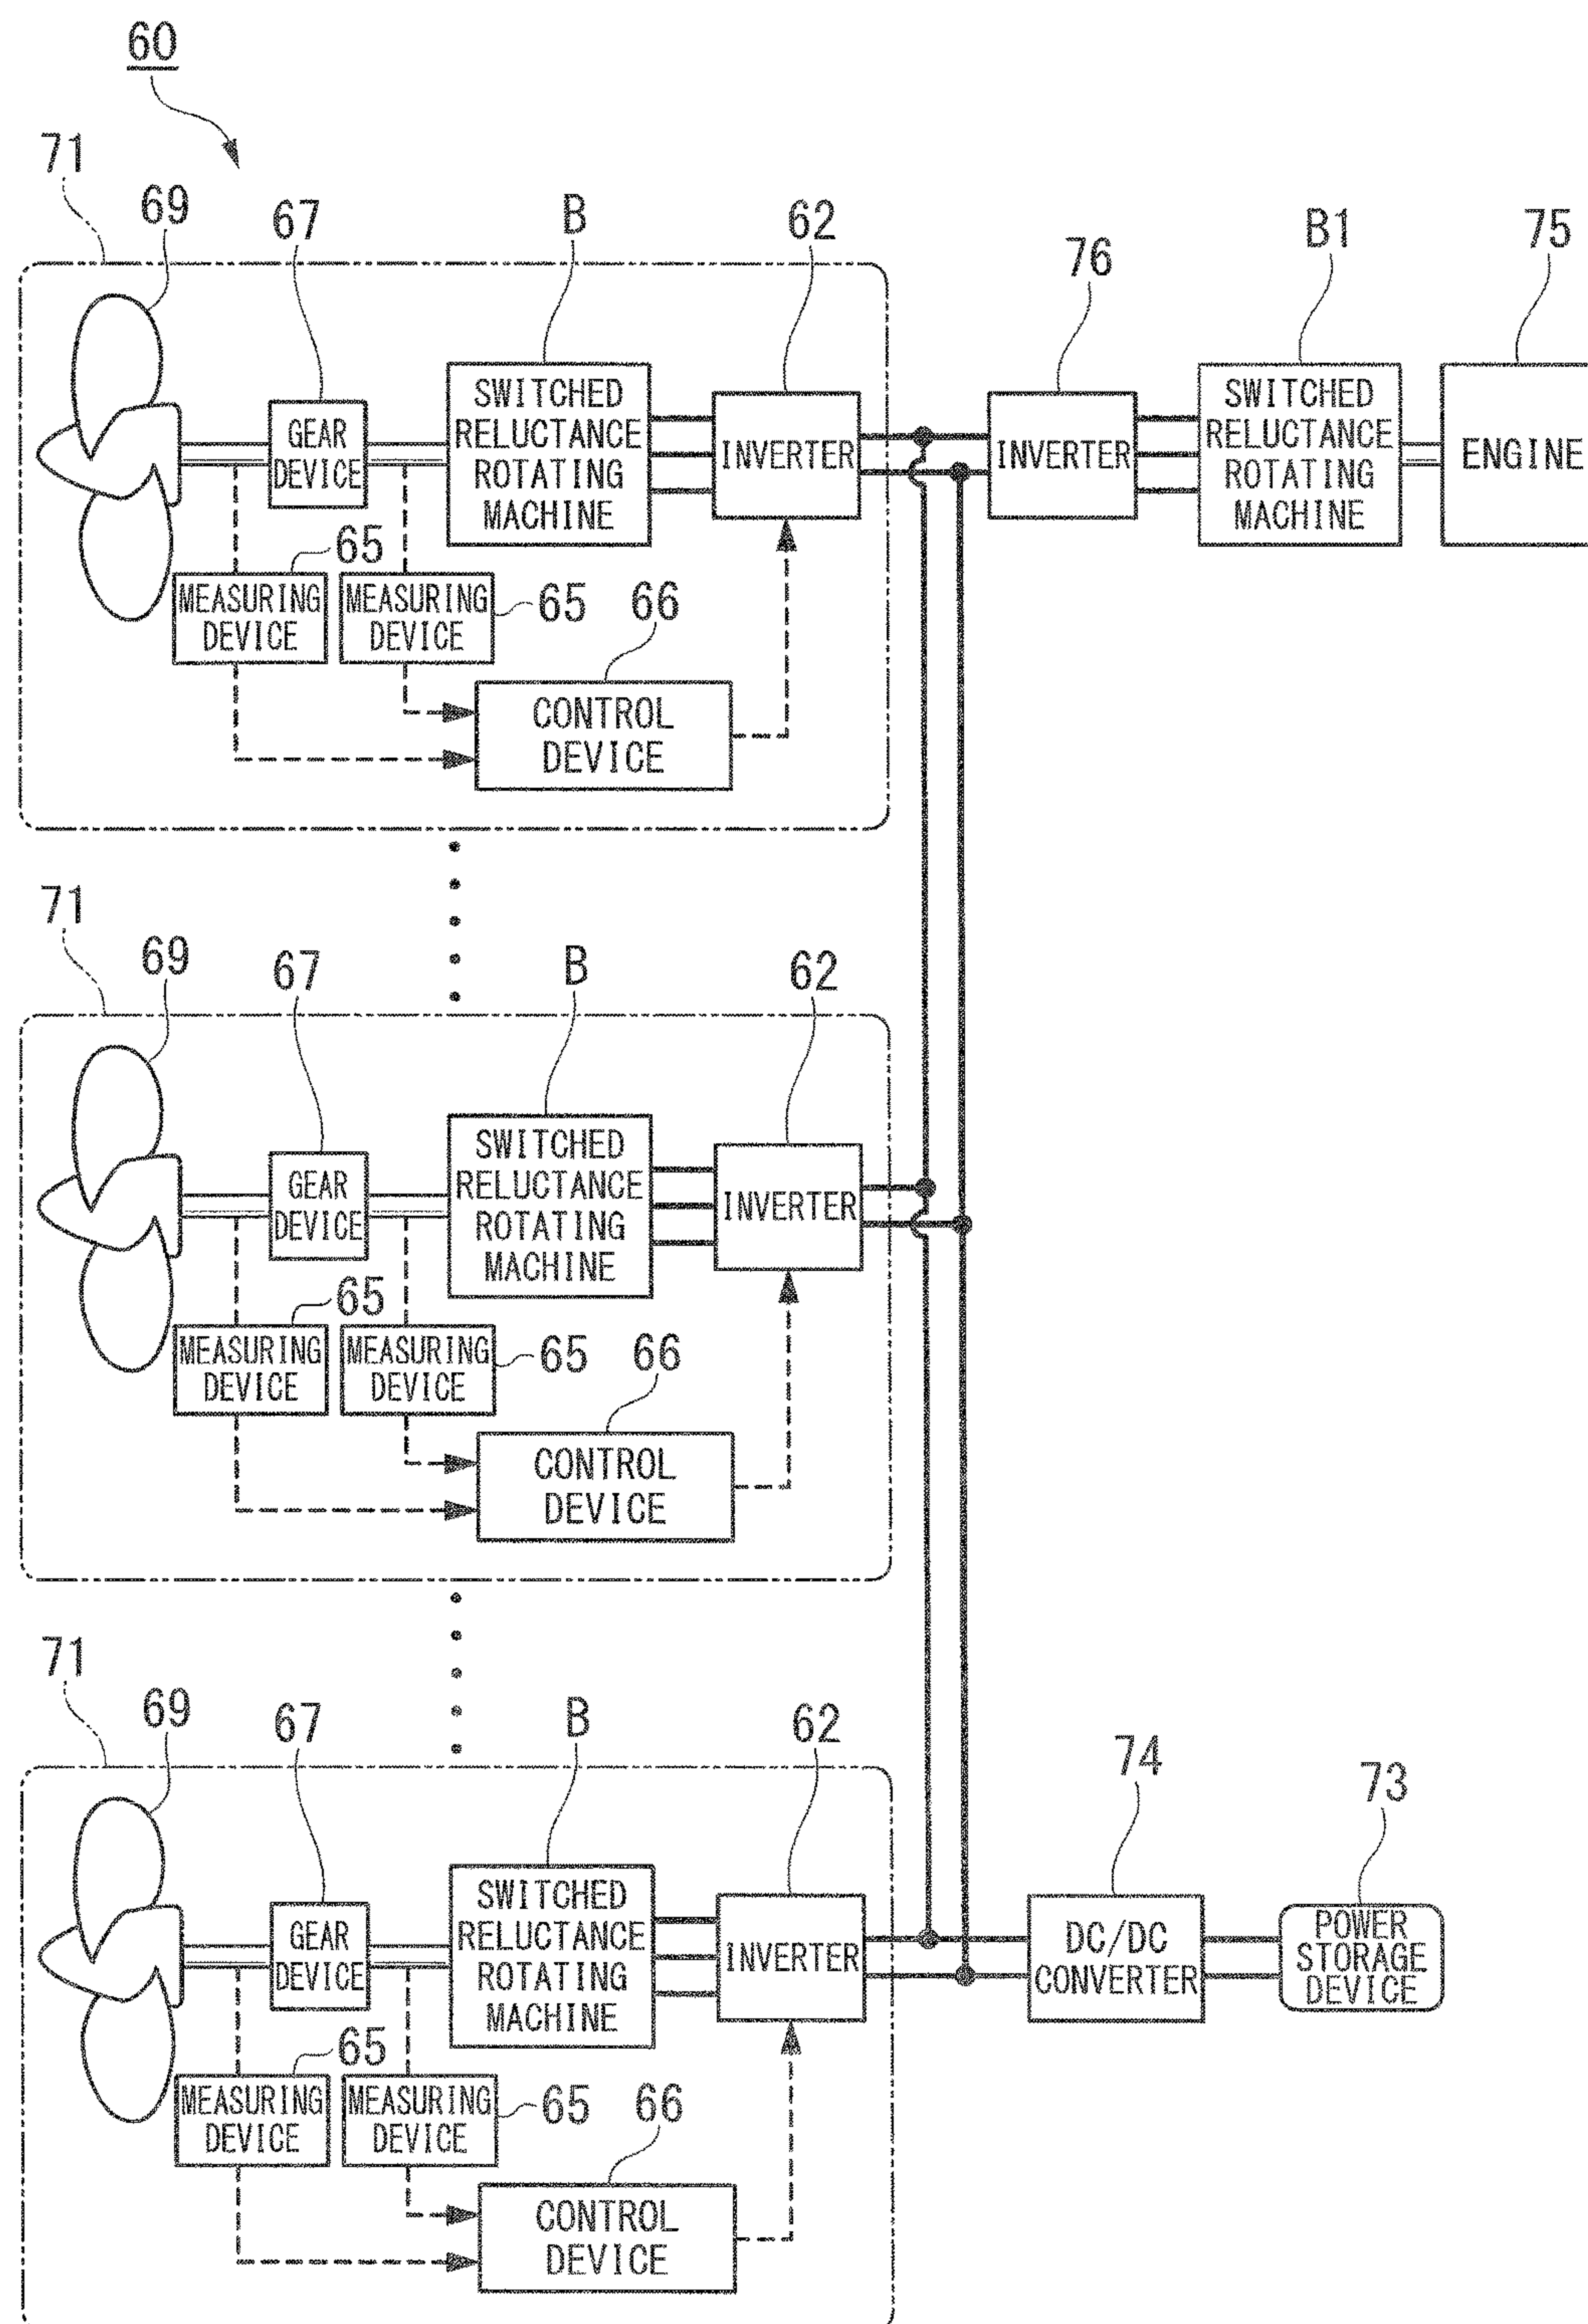 60
71
69
67
B
62
76
B1
75
GEAR
DEVICE
SWITCHED
RELUCTANCE
ROTATING
MACHINE
INVERTER
INVERTER
SWITCHED
RELUCTANCE
ROTATING
MACHINE
ENGINE
65
MEASURING
DEVICE
MEASURING
DEVICE
65
66
CONTROL
DEVICE
71
69
67
B
62
GEAR
DEVICE
SWITCHED
RELUCTANCE
ROTATING
MACHINE
INVERTER
65
MEASURING
DEVICE
MEASURING
DEVICE
65
66
CONTROL
DEVICE
71
69
67
B
62
74
73
GEAR
DEVICE
SWITCHED
RELUCTANCE
ROTATING
MACHINE
INVERTER
DC/DC
CONVERTER
POWER
STORAGE
DEVICE
65
MEASURING
DEVICE
MEASURING
DEVICE
65
66
CONTROL
DEVICE